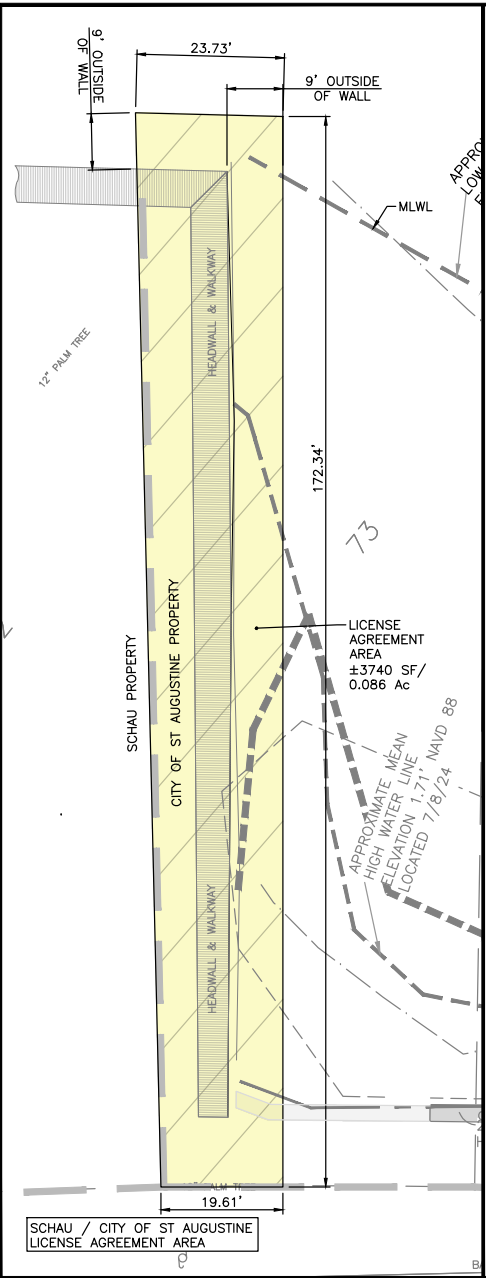 23.73'
9' OUTSIDE
OF WALL
9' OUTSIDE
OF WALL
MLWL
12" PALM TREE
HEADWALL & WALKWAY
172.34'
73
LICENSE
AGREEMENT
AREA
±3740 SF/
0.086 Ac
SCHAU PROPERTY
CITY OF ST AUGUSTINE PROPERTY
APPROXIMATE MEAN
HIGH WATER LINE
ELEVATION 1.71' NAVD 88
LOCATED 7/8/24
HEADWALL & WALKWAY
19.61'
SCHAU / CITY OF ST AUGUSTINE
LICENSE AGREEMENT AREA